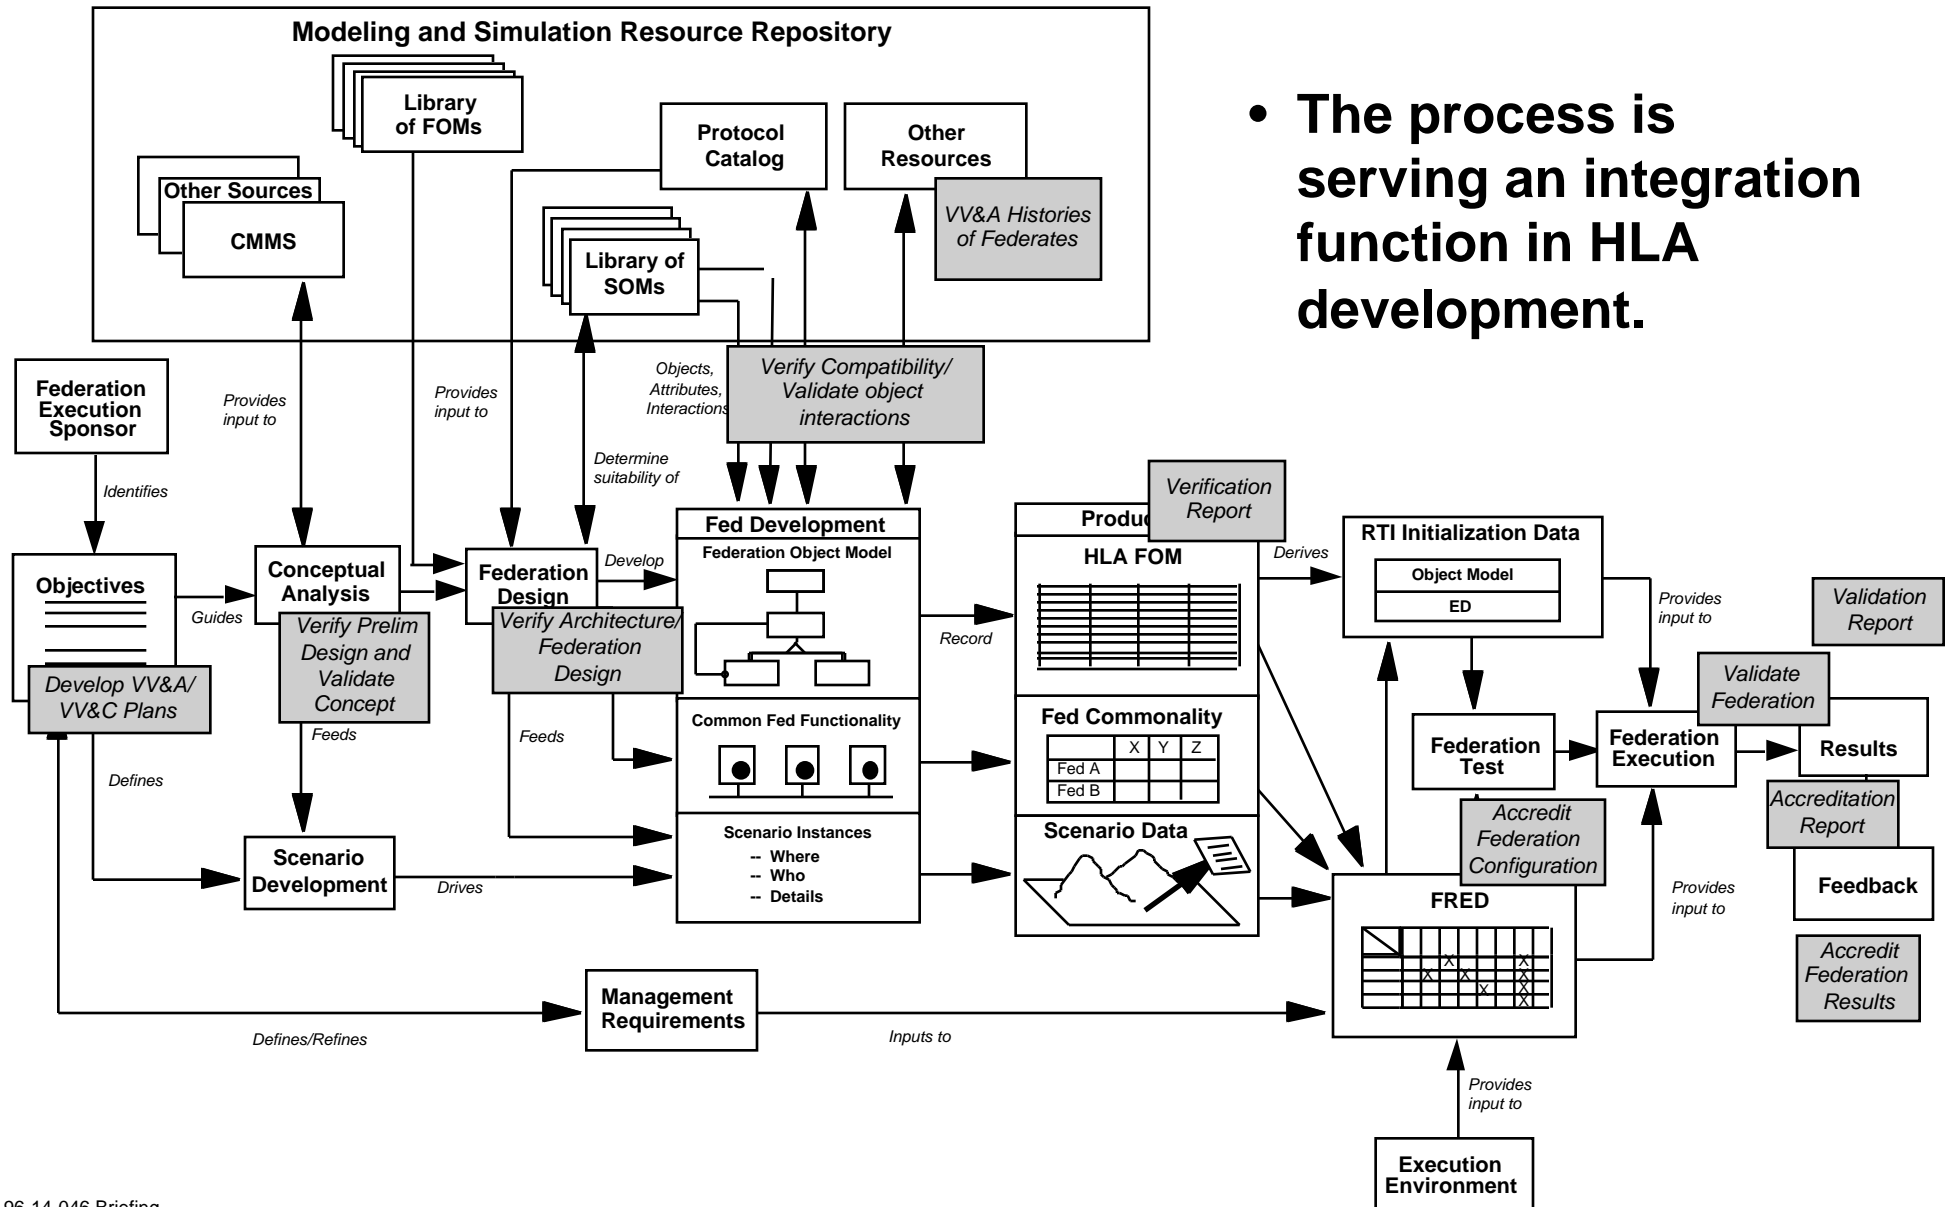 Modeling and Simulation Resource Repository
Library
of FOMs
Protocol
Catalog
Other
Resources
VV&A Histories
of Federates
Other Sources
CMMS
Library of
SOMs
• The process is
serving an integration
function in HLA
development.
Federation
Execution
Sponsor
Identifies
Provides
input to
Provides
input to
Objects,
Attributes,
Interactions
Verify Compatibility/
Validate object
interactions
Determine
suitability of
Objectives
Develop VV&A/
VV&C Plans
Guides
Conceptual
Analysis
Verify Prelim
Design and
Validate
Concept
Feeds
Federation
Design
Verify Architecture/
Federation
Design
Develop
Feeds
Defines
Scenario
Development
Drives
Fed Development
Federation Object Model
Common Fed Functionality
Scenario Instances
-- Where
-- Who
-- Details
Record
Verification
Report
HLA FOM
Fed Commonality
X Y Z
Fed A
Fed B
Scenario Data
Derives
RTI Initialization Data
Object Model
ED
Provides
input to
Validation
Report
Validate
Federation
Federation
Test
Federation
Execution
Results
Accredit
Federation
Configuration
Accreditation
Report
Feedback
Accredit
Federation
Results
FRED
X X
X X X
X X
X
Provides
input to
Management
Requirements
Defines/Refines
Inputs to
Provides
input to
Execution
Environment